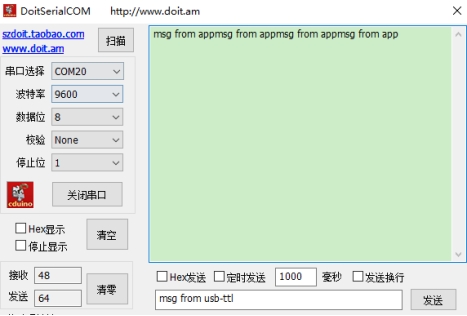 DoitSerialCOM http://www.doit.am
szdoit.taobao.com
www.doit.am
扫描
串口选择 COM20
波特率 9600
数据位 8
校验 None
停止位 1
cduino
关闭串口
Hex显示
停止显示
清空
接收 48
发送 64
清零
msg from appmsg from appmsg from appmsg from app
Hex发送 定时发送 1000 毫秒 发送换行
msg from usb-ttl 发送